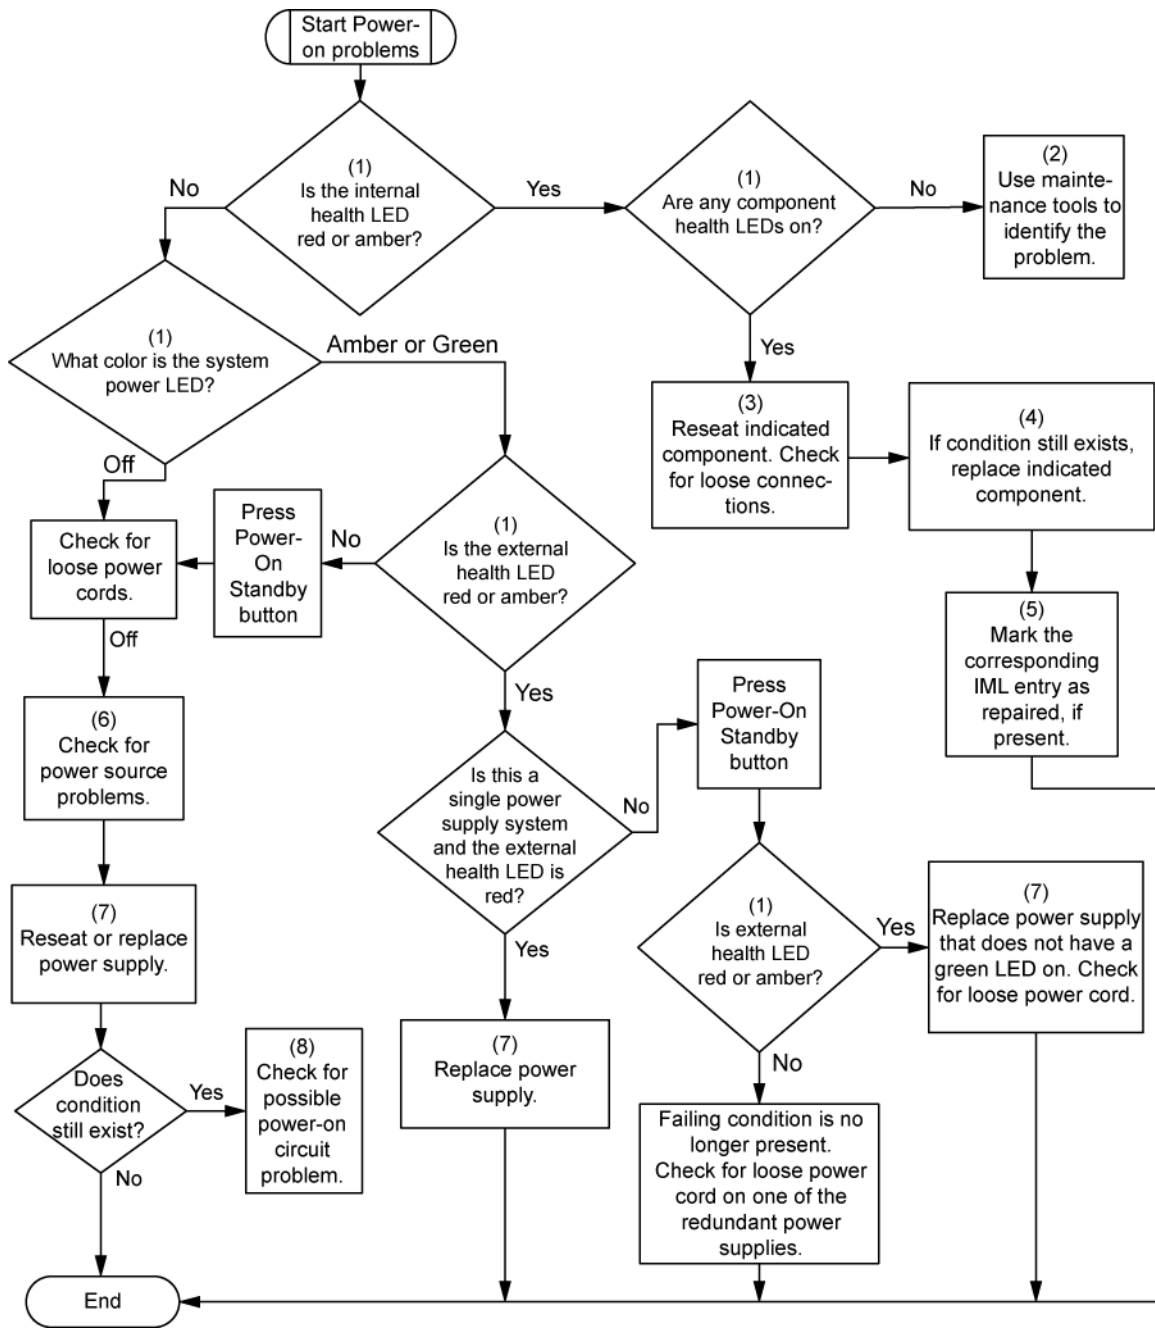 Start Power-
on problems
(1)
Is the internal
health LED
red or amber?
No
Yes
(1)
Are any component
health LEDs on?
No
(2)
Use mainte-
nance tools to
identify the
problem.
(1)
What color is the system
power LED?
Amber or Green
Yes
(3)
Reseat indicated
component. Check
for loose connec-
tions.
(4)
If condition still exists,
replace indicated
component.
Off
Check for
loose power
cords.
Press
Power-
On
Standby
button
No
(1)
Is the external
health LED
red or amber?
(5)
Mark the
corresponding
IML entry as
repaired, if
present.
Off
Yes
(6)
Check for
power source
problems.
Is this a
single power
supply system
and the external
health LED is
red?
No
Press
Power-On
Standby
button
(7)
Reseat or replace
power supply.
Yes
(1)
Is external
health LED
red or amber?
Yes
(7)
Replace power supply
that does not have a
green LED on. Check
for loose power cord.
Does
condition
still exist?
Yes
(8)
Check for
possible
power-on
circuit
problem.
(7)
Replace power
supply.
No
Failing condition is no
longer present.
Check for loose power
cord on one of the
redundant power
supplies.
No
End